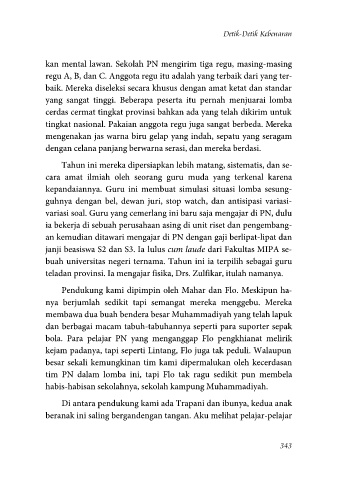 Detik-Detik Kebenaran
kan mental lawan. Sekolah PN mengirim tiga regu, masing-masing
regu A, B, dan C. Anggota regu itu adalah yang terbaik dari yang ter-
baik. Mereka diseleksi secara khusus dengan amat ketat dan standar
yang sangat tinggi. Beberapa peserta itu pernah menjuarai lomba
cerdas cermat tingkat provinsi bahkan ada yang telah dikirim untuk
tingkat nasional. Pakaian anggota regu juga sangat berbeda. Mereka
mengenakan jas warna biru gelap yang indah, sepatu yang seragam
dengan celana panjang berwarna serasi, dan mereka berdasi.
Tahun ini mereka dipersiapkan lebih matang, sistematis, dan se-
cara amat ilmiah oleh seorang guru muda yang terkenal karena
kepandaiannya. Guru ini membuat simulasi situasi lomba sesung-
guhnya dengan bel, dewan juri, stop watch, dan antisipasi variasi-
variasi soal. Guru yang cemerlang ini baru saja mengajar di PN, dulu
ia bekerja di sebuah perusahaan asing di unit riset dan pengembang-
an kemudian ditawari mengajar di PN dengan gaji berlipat-lipat dan
janji beasiswa S2 dan S3. Ia lulus cum laude dari Fakultas MIPA se-
buah universitas negeri ternama. Tahun ini ia terpilih sebagai guru
teladan provinsi. Ia mengajar fisika, Drs. Zulfikar, itulah namanya.
Pendukung kami dipimpin oleh Mahar dan Flo. Meskipun ha-
nya berjumlah sedikit tapi semangat mereka menggebu. Mereka
membawa dua buah bendera besar Muhammadiyah yang telah lapuk
dan berbagai macam tabuh-tabuhannya seperti para suporter sepak
bola. Para pelajar PN yang menganggap Flo pengkhianat melirik
kejam padanya, tapi seperti Lintang, Flo juga tak peduli. Walaupun
besar sekali kemungkinan tim kami dipermalukan oleh kecerdasan
tim PN dalam lomba ini, tapi Flo tak ragu sedikit pun membela
habis-habisan sekolahnya, sekolah kampung Muhammadiyah.
Di antara pendukung kami ada Trapani dan ibunya, kedua anak
beranak ini saling bergandengan tangan. Aku melihat pelajar-pelajar
343